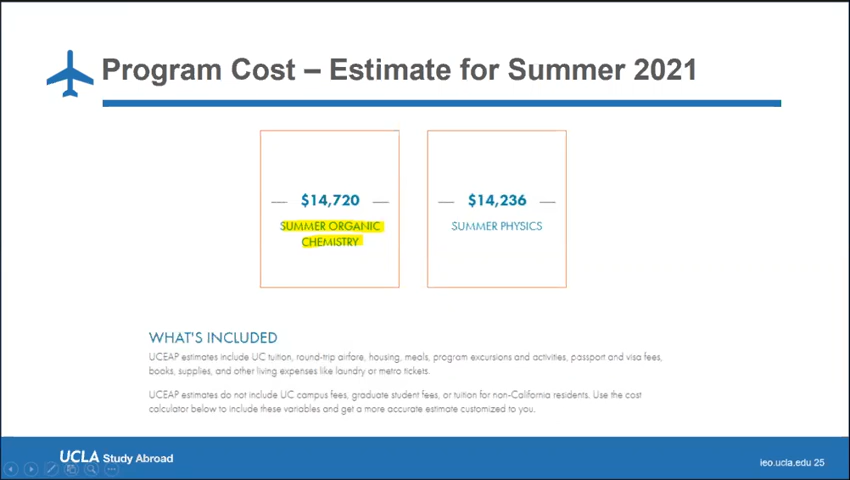 Program Cost – Estimate for Summer 2021
$14,720
SUMMER ORGANIC
CHEMISTRY
$14,236
SUMMER PHYSICS
WHAT'S INCLUDED
UCEAP estimates include UC tuition, round-trip airfare, housing, meals, program excursions and activities, passport and visa fees,
books, supplies, and other living expenses like laundry or metro tickets.
UCEAP estimates do not include UC campus fees, graduate student fees, or tuition for non-California residents. Use the cost
calculator below to include these variables and get a more accurate estimate customized to you.
UCLA Study Abroad
ieo.ucla.edu 25